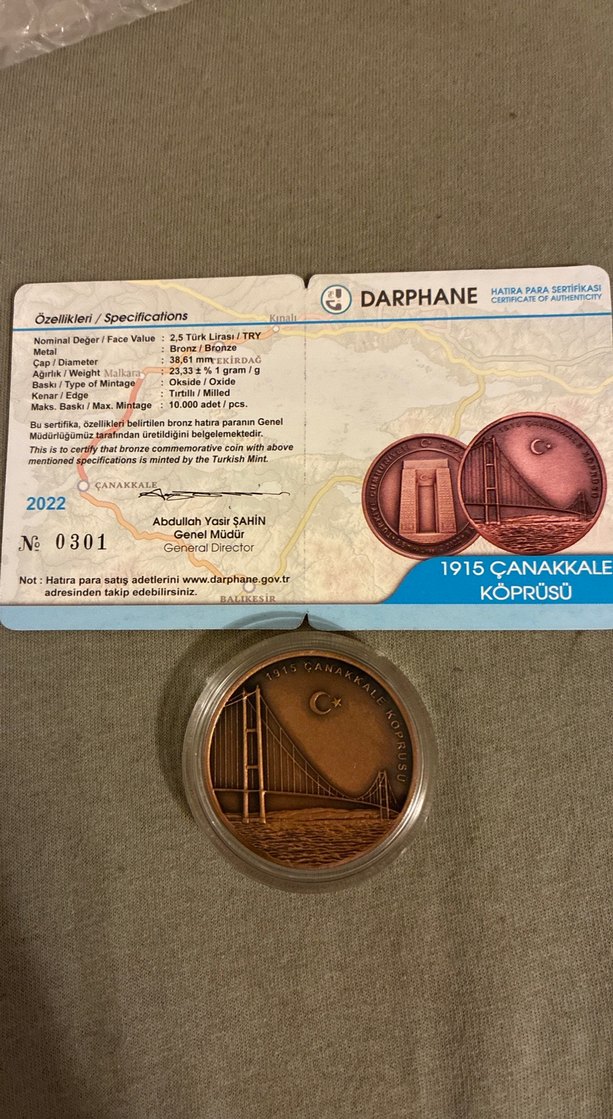 Özellikleri / Specifications
Nominal Değer / Face Value : 2,5 Türk Lirası / TRY
Metal : Bronz / Bronze
Çap / Diameter : 38,61 mm
Ağırlık / Weight : 23,33 ± % 1 gram / g
Baskı / Type of Mintage : Okside / Oxide
Kenar / Edge : Tırtıllı / Milled
Maks. Baskı / Max. Mintage : 10.000 adet / pcs.
Bu sertifika, özellikleri belirtilen bronz hatıra paranın Genel
Müdürlüğümüz tarafından üretildiğini belgelemektedir.
This is to certify that bronze commemorative coin with above
mentioned specifications is minted by the Turkish Mint.
2022
№ 0301
Abdullah Yasir ŞAHİN
Genel Müdür
General Director
Not : Hatıra para satış adetlerini www.darphane.gov.tr
adresinden takip edebilirsiniz.
Kınalı
TEKİRDAĞ
Malkara
ÇANAKKALE
BALIKESİR
DARPHANE
HATIRA PARA SERTİFİKASI
CERTIFICATE OF AUTHENTICITY
1915 ÇANAKKALE KÖPRÜSÜ
1915 ÇANAKKALE
KÖPRÜSÜ
1915 ÇANAKKALE KÖPRÜSÜ